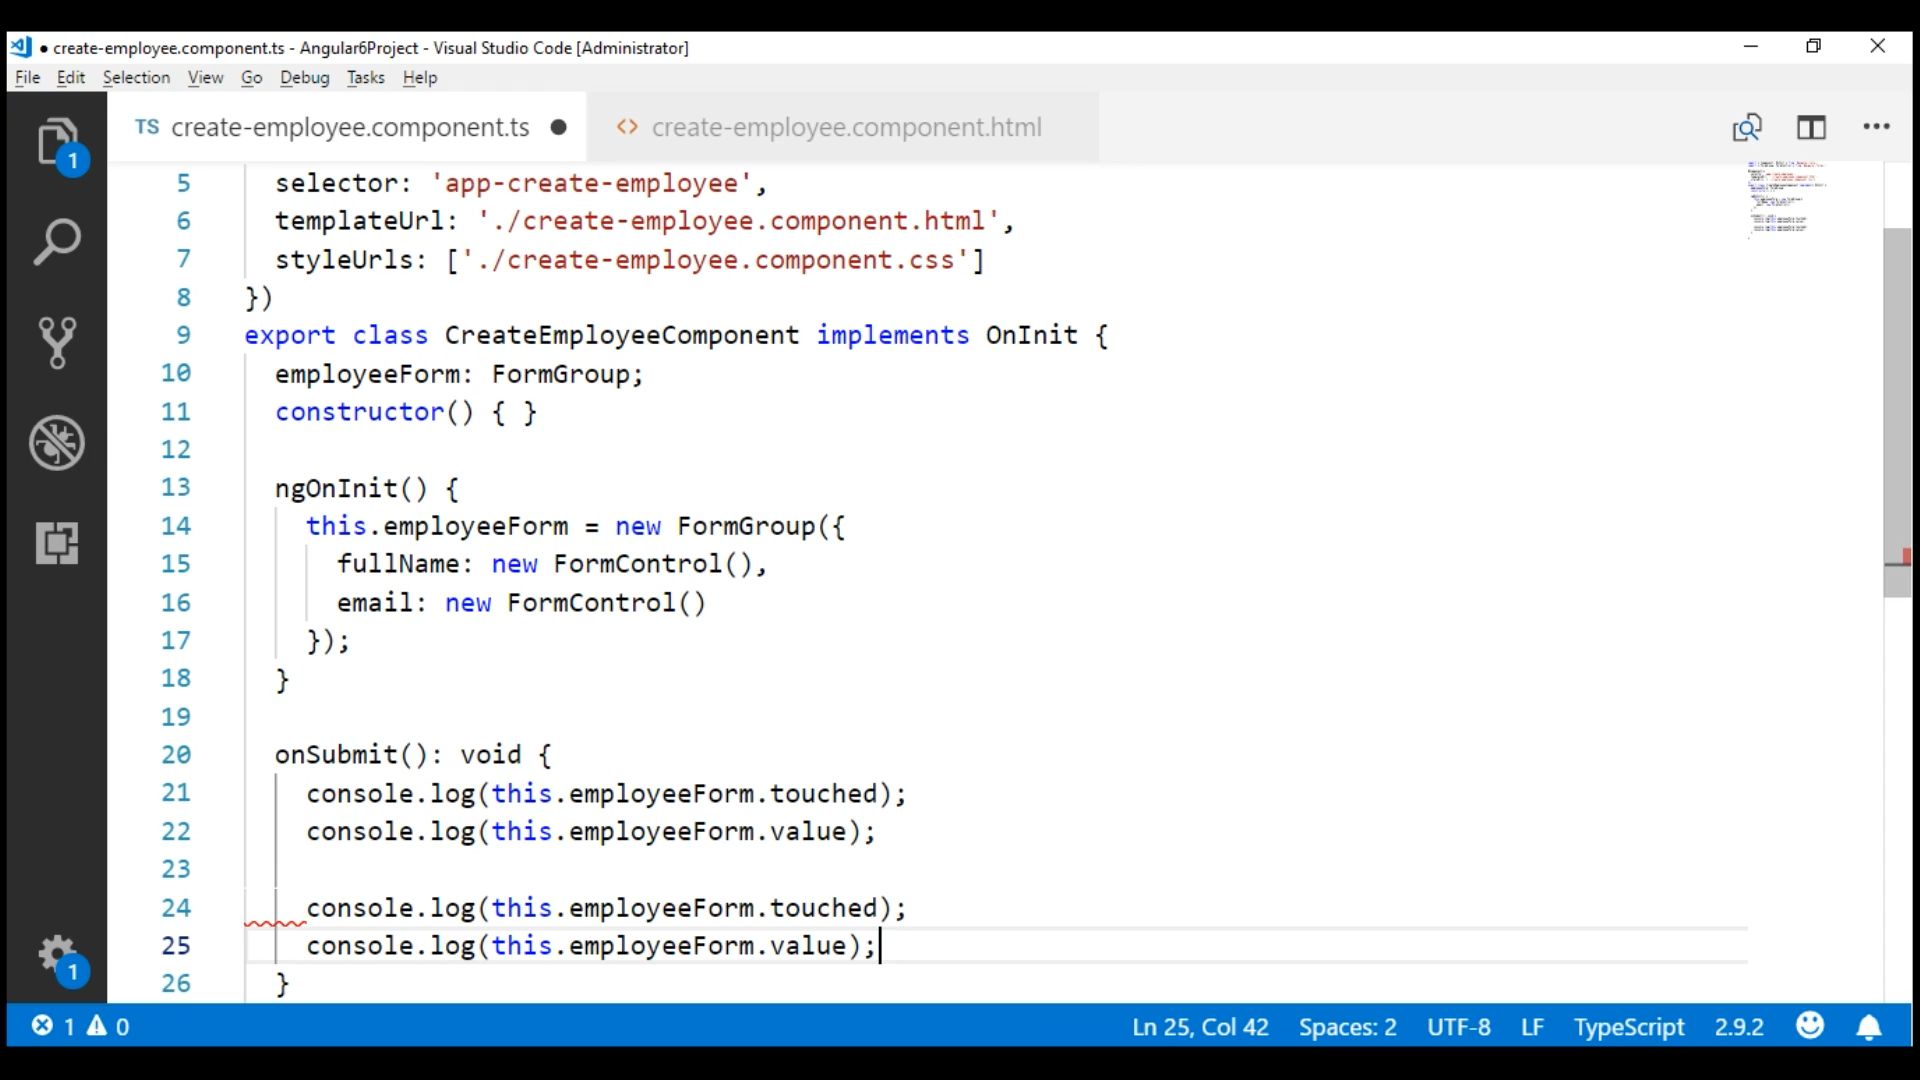 ● create-employee.component.ts - Angular6Project - Visual Studio Code [Administrator]
File Edit Selection View Go Debug Tasks Help
TS create-employee.component.ts ● <> create-employee.component.html
5 selector: 'app-create-employee',
6 templateUrl: './create-employee.component.html',
7 styleUrls: ['./create-employee.component.css']
8 })
9 export class CreateEmployeeComponent implements OnInit {
10 employeeForm: FormGroup;
11 constructor() { }
12
13 ngOnInit() {
14 this.employeeForm = new FormGroup({
15 fullName: new FormControl(),
16 email: new FormControl()
17 });
18 }
19
20 onSubmit(): void {
21 console.log(this.employeeForm.touched);
22 console.log(this.employeeForm.value);
23
24 console.log(this.employeeForm.touched);
25 console.log(this.employeeForm.value);
26 }
1
1
1 0 Ln 25, Col 42 Spaces: 2 UTF-8 LF TypeScript 2.9.2